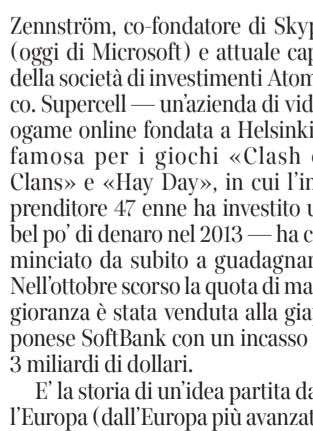 Zennström, co-fondatore di Skyp
(oggi di Microsoft) e attuale cap
della società di investimenti Atom
co. Supercell — un'azienda di vid
ogame online fondata a Helsinki
famosa per i giochi «Clash
Clans» e «Hay Day», in cui l'im
prenditore 47 enne ha investito u
bel po' di denaro nel 2013 — ha c
minciato da subito a guadagnar
Nell'ottobre scorso la quota di ma
gioranza è stata venduta alla gia
ponese SoftBank con un incasso
3 miliardi di dollari.
E' la storia di un'idea partita da
l'Europa (dall'Europa più avanzat